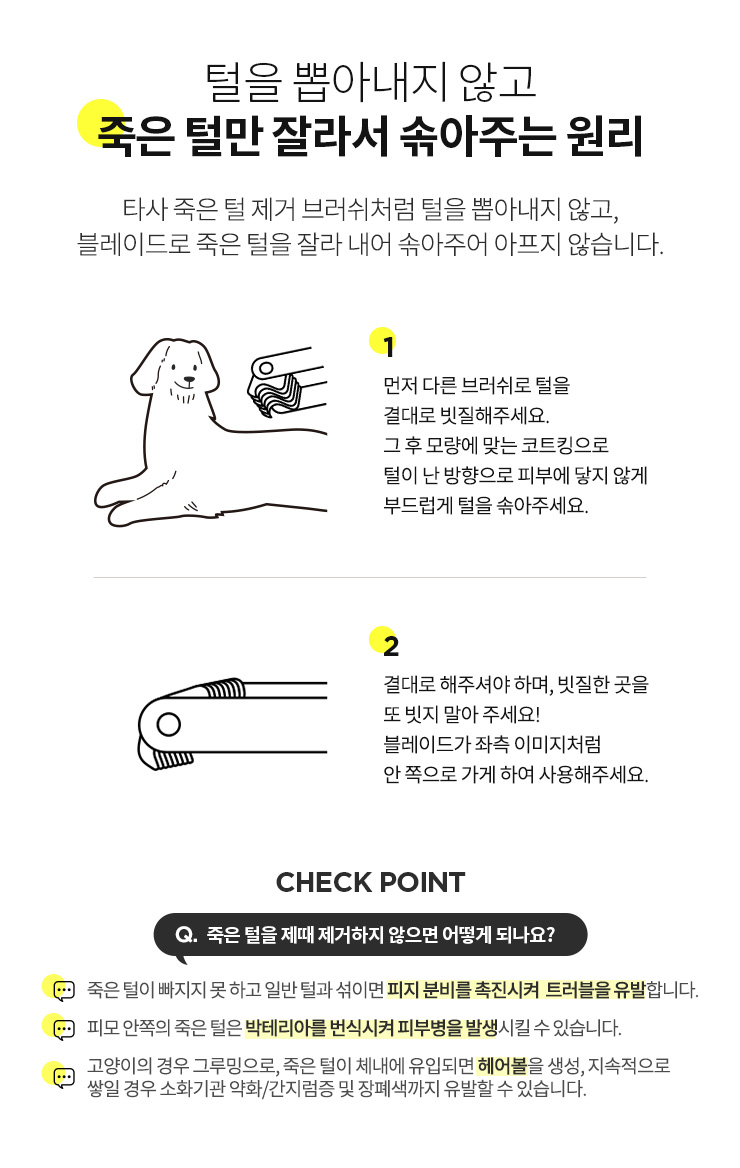 털을 뽑아내지 않고
죽은 털만 잘라서 솎아주는 원리
타사 죽은 털 제거 브러쉬처럼 털을 뽑아내지 않고,
블레이드로 죽은 털을 잘라 내어 솎아주어 아프지 않습니다.
1
먼저 다른 브러쉬로 털을
결대로 빗질해주세요.
그 후 모량에 맞는 코트킹으로
털이 난 방향으로 피부에 닿지 않게
부드럽게 털을 솎아주세요.
2
결대로 해주셔야 하며, 빗질한 곳을
또 빗지 말아 주세요!
블레이드가 좌측 이미지처럼
안 쪽으로 가게 하여 사용해주세요.
CHECK POINT
Q. 죽은 털을 제때 제거하지 않으면 어떻게 되나요?
죽은 털이 빠지지 못 하고 일반 털과 섞이면 피지 분비를 촉진시켜 트러블을 유발합니다.
피모 안쪽의 죽은 털은 박테리아를 번식시켜 피부병을 발생시킬 수 있습니다.
고양이의 경우 그루밍으로, 죽은 털이 체내에 유입되면 헤어볼을 생성, 지속적으로
쌓일 경우 소화기관 약화/간지럼증 및 장폐색까지 유발할 수 있습니다.